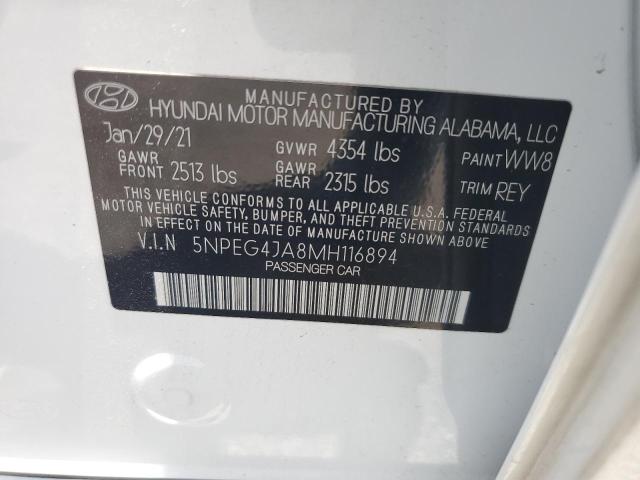 MANUFACTURED BY
HYUNDAI MOTOR MANUFACTURING ALABAMA, LLC
Jan/29/21 GVWR 4354 lbs PAINT WW8
GAWR FRONT 2513 lbs GAWR REAR 2315 lbs TRIM REY
THIS VEHICLE CONFORMS TO ALL APPLICABLE U.S.A. FEDERAL
MOTOR VEHICLE SAFETY, BUMPER, AND THEFT PREVENTION STANDARDS
IN EFFECT ON THE DATE OF MANUFACTURE SHOWN ABOVE.
V.I.N 5NPEG4JA8MH116894
PASSENGER CAR